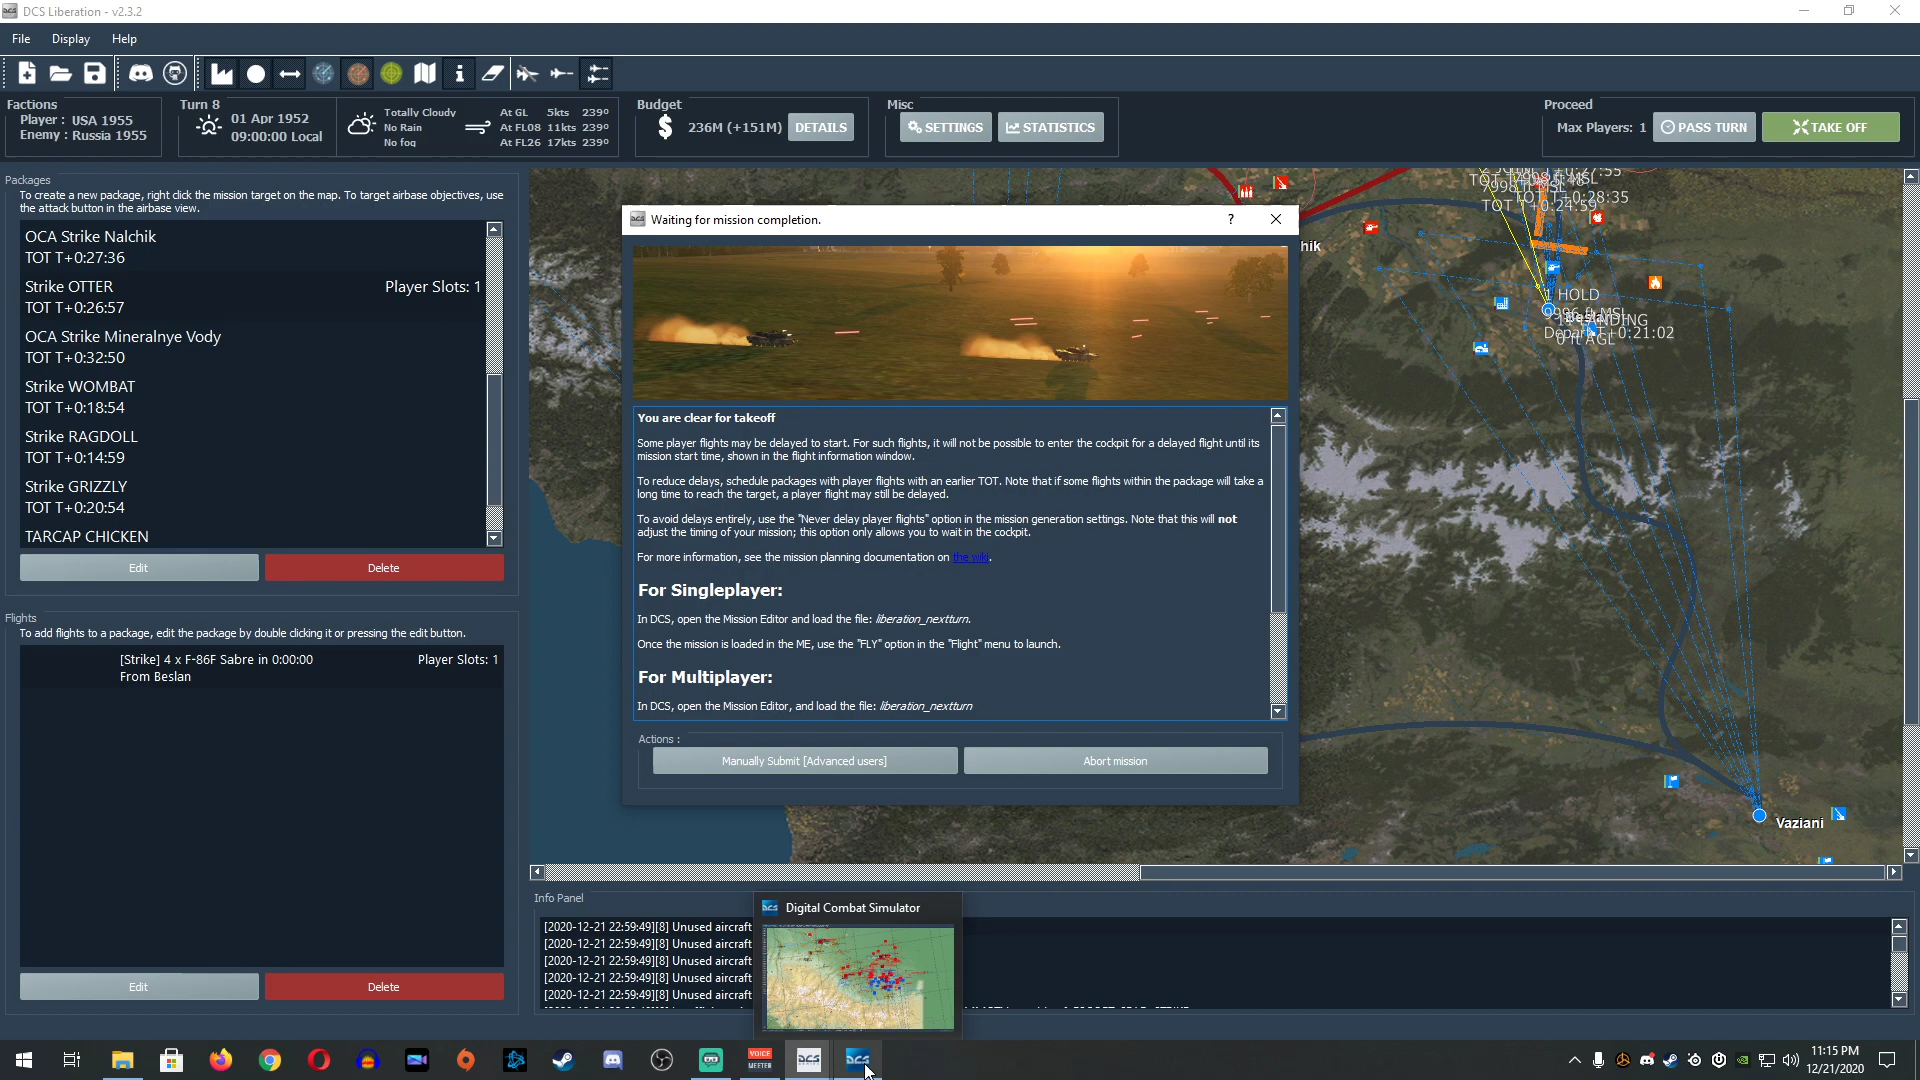 DCS Liberation - v2.3.2
File
Display
Help
Factions
Player : USA 1955
Enemy : Russia 1955
Turn 8
01 Apr 1952
09:00:00 Local
Totally Cloudy
No Rain
No fog
At GL 5kts 239º
At FL08 11kts 239º
At FL26 17kts 239º
Budget
236M (+151M)
DETAILS
Misc
SETTINGS
STATISTICS
Proceed
Max Players: 1
PASS TURN
TAKE OFF
Packages
To create a new package, right click the mission target on the map. To target airbase objectives, use
the attack button in the airbase view.
OCA Strike Nalchik
TOT T+0:27:36
Strike OTTER Player Slots: 1
TOT T+0:26:57
OCA Strike Mineralnye Vody
TOT T+0:32:50
Strike WOMBAT
TOT T+0:18:54
Strike RAGDOLL
TOT T+0:14:59
Strike GRIZZLY
TOT T+0:20:54
TARCAP CHICKEN
Edit
Delete
Flights
To add flights to a package, edit the package by double clicking it or pressing the edit button.
[Strike] 4 x F-86F Sabre in 0:00:00 Player Slots: 1
From Beslan
Edit
Delete
Waiting for mission completion.
?
You are clear for takeoff
Some player flights may be delayed to start. For such flights, it will not be possible to enter the cockpit for a delayed flight until its
mission start time, shown in the flight information window.
To reduce delays, schedule packages with player flights with an earlier TOT. Note that if some flights within the package will take a
long time to reach the target, a player flight may still be delayed.
To avoid delays entirely, use the "Never delay player flights" option in the mission generation settings. Note that this will not
adjust the timing of your mission; this option only allows you to wait in the cockpit.
For more information, see the mission planning documentation on the wiki.
For Singleplayer:
In DCS, open the Mission Editor and load the file: liberation_nextturn.
Once the mission is loaded in the ME, use the "FLY" option in the "Flight" menu to launch.
For Multiplayer:
In DCS, open the Mission Editor, and load the file: liberation_nextturn
Actions :
Manually Submit [Advanced users]
Abort mission
hik
T+0:28:35
1 HOLD
9996 ft MSL
LANDING
Depart T+0:21:02
0 ft AGL
Vaziani
Info Panel
[2020-12-21 22:59:49][8] Unused aircraft
[2020-12-21 22:59:49][8] Unused aircraft
[2020-12-21 22:59:49][8] Unused aircraft
[2020-12-21 22:59:49][8] Unused aircraft
[2020-12-21 22:59:49][8] Unused aircraft
Digital Combat Simulator
VOICE
MEETER
DCS
DCS
11:15 PM
12/21/2020